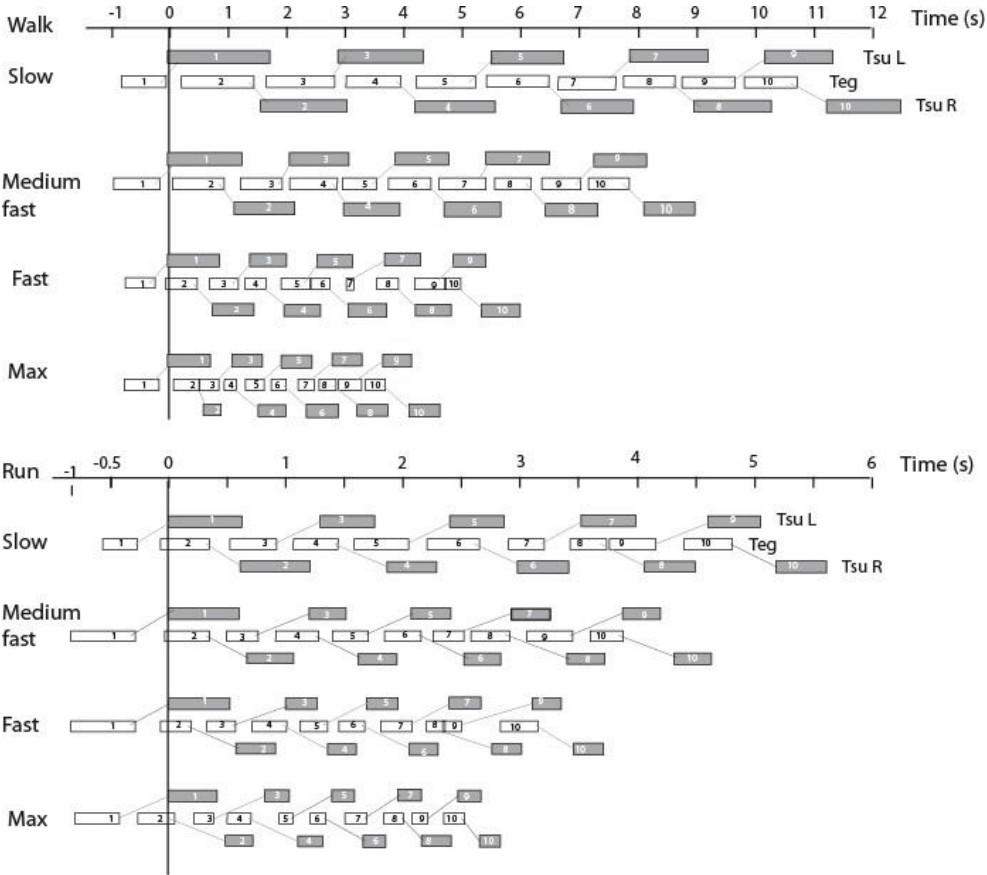 Walk -1 0 1 2 3 4 5 6 7 8 9 10 11 12 Time (s)
Slow
1 3 5 7 9 Tsu L
1 2 3 4 5 6 7 8 9 10 Teg
2 4 6 8 10 Tsu R
Medium
fast
1 3 5 7 9
1 2 3 4 5 6 7 8 9 10
2 4 6 8 10
Fast
1 3 5 7 9
1 2 3 4 5 6 7 8 9 10
2 4 6 8 10
Max
1 3 5 7 9
1 2 3 4 5 6 7 8 9 10
2 4 6 8 10
Run -1 -0.5 0 1 2 3 4 5 6 Time (s)
Slow
1 3 5 7 9 Tsu L
1 2 3 4 5 6 7 8 9 10 Teg
2 4 6 8 10 Tsu R
Medium
fast
1 3 5 7 9
1 2 3 4 5 6 7 8 9 10
2 4 6 8 10
Fast
1 3 5 7 9
1 2 3 4 5 6 7 8 9 10
2 4 6 8 10
Max
1 3 5 7 9
1 2 3 4 5 6 7 8 9 10
2 4 6 8 10